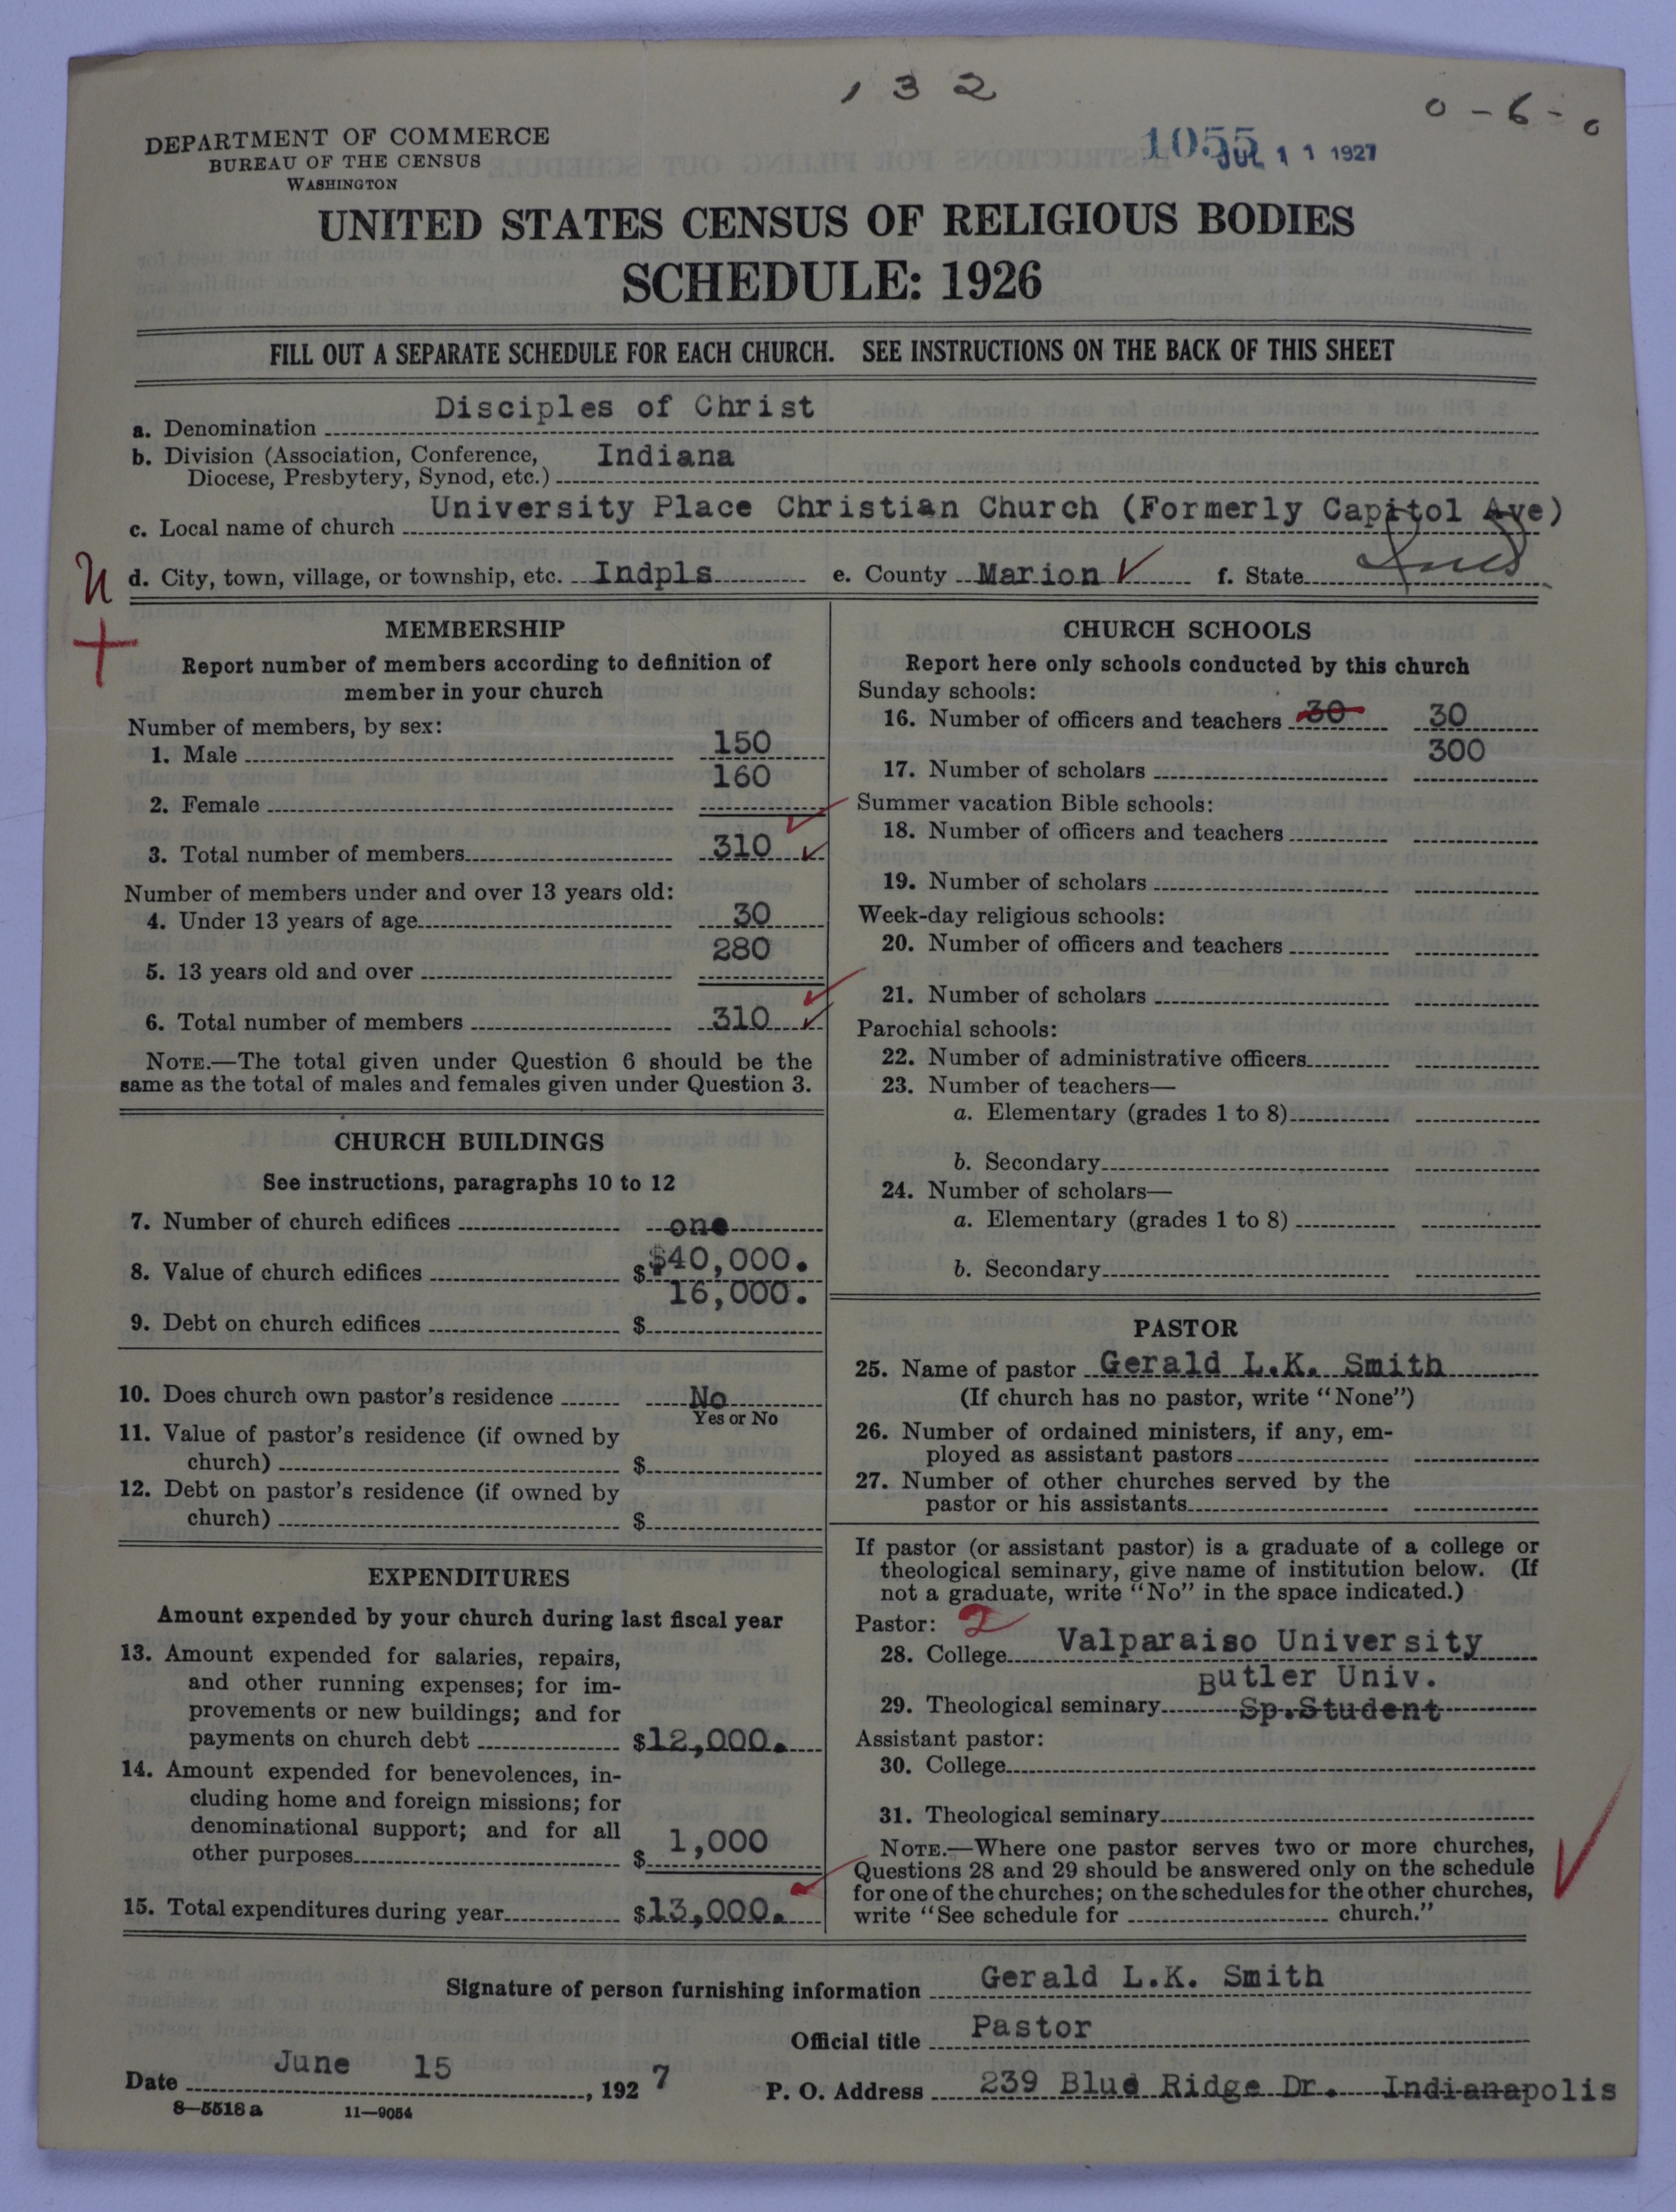 1 3 2
0 - 6 - 0
DEPARTMENT OF COMMERCE
BUREAU OF THE CENSUS
WASHINGTON
1055 JUL 11 1927
UNITED STATES CENSUS OF RELIGIOUS BODIES
SCHEDULE: 1926
FILL OUT A SEPARATE SCHEDULE FOR EACH CHURCH. SEE INSTRUCTIONS ON THE BACK OF THIS SHEET
a. Denomination Disciples of Christ
b. Division (Association, Conference, Indiana
Diocese, Presbytery, Synod, etc.)
c. Local name of church University Place Christian Church (Formerly Capitol Ave)
d. City, town, village, or township, etc. Indpls e. County Marion f. State Ind
MEMBERSHIP
Report number of members according to definition of
member in your church
Number of members, by sex:
1. Male 150
2. Female 160
3. Total number of members 310
Number of members under and over 13 years old:
4. Under 13 years of age 30
5. 13 years old and over 280
6. Total number of members 310
NOTE.—The total given under Question 6 should be the
same as the total of males and females given under Question 3.
CHURCH BUILDINGS
See instructions, paragraphs 10 to 12
7. Number of church edifices one
8. Value of church edifices $ $40,000.
9. Debt on church edifices $ 16,000.
10. Does church own pastor's residence No
Yes or No
11. Value of pastor's residence (if owned by
church) $
12. Debt on pastor's residence (if owned by
church) $
EXPENDITURES
Amount expended by your church during last fiscal year
13. Amount expended for salaries, repairs,
and other running expenses; for im-
provements or new buildings; and for
payments on church debt $12,000.
14. Amount expended for benevolences, in-
cluding home and foreign missions; for
denominational support; and for all
other purposes $ 1,000
15. Total expenditures during year $13,000.
CHURCH SCHOOLS
Report here only schools conducted by this church
Sunday schools:
16. Number of officers and teachers 30 30
17. Number of scholars 300
Summer vacation Bible schools:
18. Number of officers and teachers
19. Number of scholars
Week-day religious schools:
20. Number of officers and teachers
21. Number of scholars
Parochial schools:
22. Number of administrative officers
23. Number of teachers—
a. Elementary (grades 1 to 8)
b. Secondary
24. Number of scholars—
a. Elementary (grades 1 to 8)
b. Secondary
PASTOR
25. Name of pastor Gerald L.K. Smith
(If church has no pastor, write "None")
26. Number of ordained ministers, if any, em-
ployed as assistant pastors
27. Number of other churches served by the
pastor or his assistants
If pastor (or assistant pastor) is a graduate of a college or
theological seminary, give name of institution below. (If
not a graduate, write "No" in the space indicated.)
Pastor: 2
28. College Valparaiso University
Butler Univ.
29. Theological seminary Sp.Student
Assistant pastor:
30. College
31. Theological seminary
NOTE.—Where one pastor serves two or more churches,
Questions 28 and 29 should be answered only on the schedule
for one of the churches; on the schedules for the other churches,
write "See schedule for church."
Signature of person furnishing information Gerald L.K. Smith
Official title Pastor
Date June 15, 1927 P. O. Address 239 Blue Ridge Dr. Indianapolis
8—5518 a 11—9054